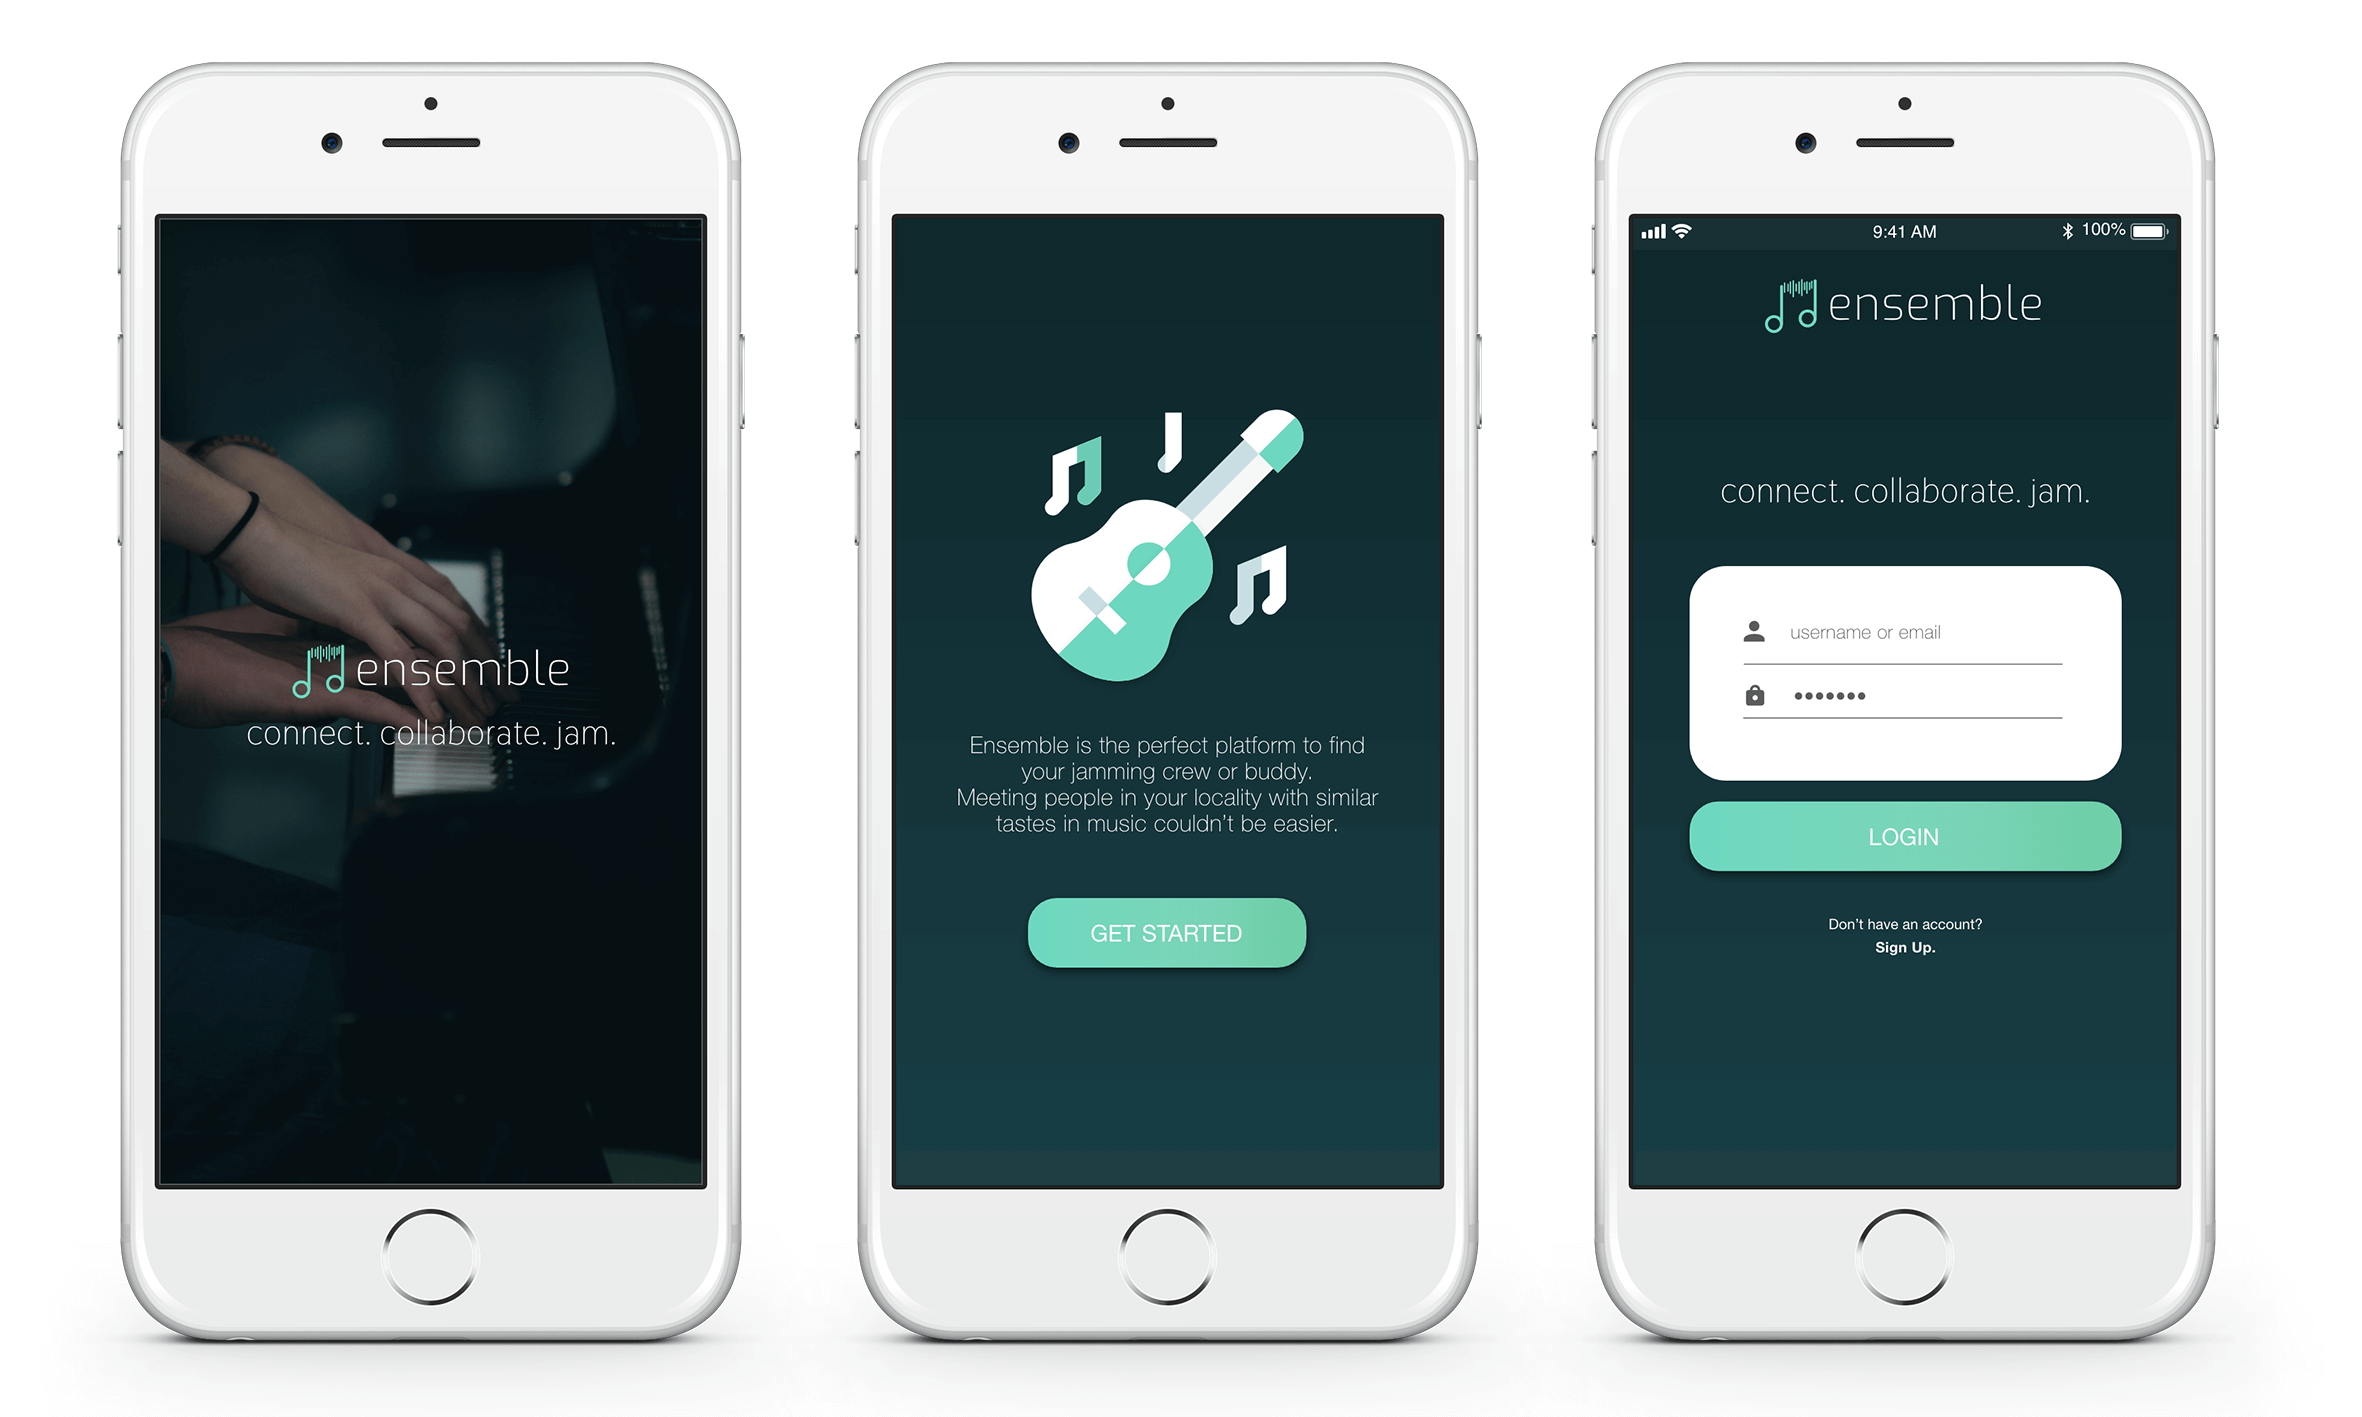 ensemble
connect. collaborate. jam.
Ensemble is the perfect platform to find
your jamming crew or buddy.
Meeting people in your locality with similar
tastes in music couldn't be easier.
GET STARTED
9:41 AM
100%
ensemble
connect. collaborate. jam.
username or email
•••••••
LOGIN
Don't have an account?
Sign Up.